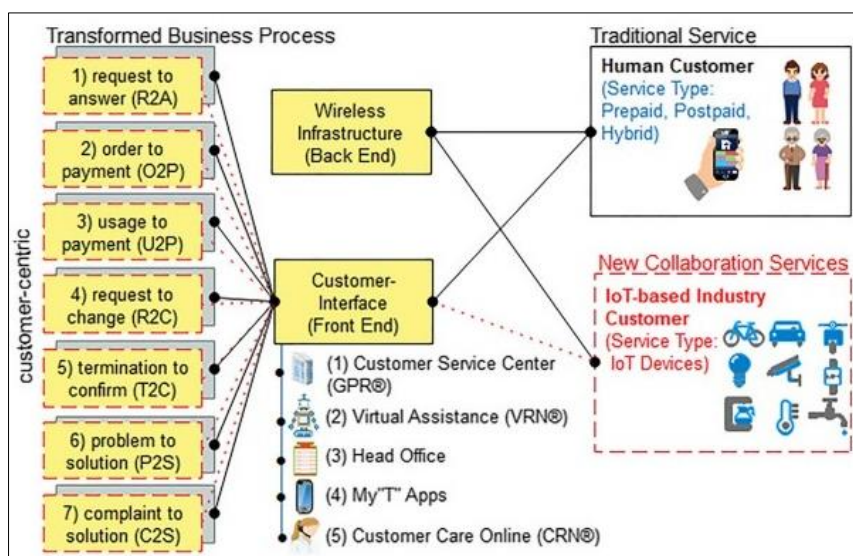 Transformed Business Process
Traditional Service
customer-centric
1) request to
answer (R2A)
2) order to
payment (O2P)
3) usage to
payment (U2P)
4) request to
change (R2C)
5) termination to
confirm (T2C)
6) problem to
solution (P2S)
7) complaint to
solution (C2S)
Wireless
Infrastructure
(Back End)
Customer-
Interface
(Front End)
(1) Customer Service Center
(GPR®)
(2) Virtual Assistance (VRN®)
(3) Head Office
(4) My"T" Apps
(5) Customer Care Online (CRN®)
Human Customer
(Service Type:
Prepaid, Postpaid,
Hybrid)
New Collaboration Services
IoT-based Industry
Customer
(Service Type:
IoT Devices)